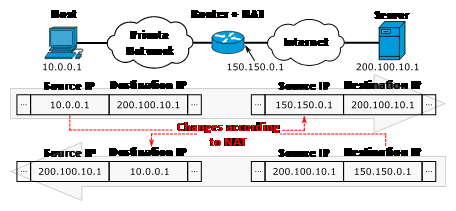 Host
Private
Network
Router + NAT
Internet
Server
10.0.0.1
150.150.0.1
200.100.10.1
Source IP Destination IP
... 10.0.0.1 200.100.10.1 ...
Source IP Destination IP
... 150.150.0.1 200.100.10.1 ...
Changes according
to NAT
Source IP Destination IP
... 200.100.10.1 10.0.0.1 ...
Source IP Destination IP
... 200.100.10.1 150.150.0.1 ...